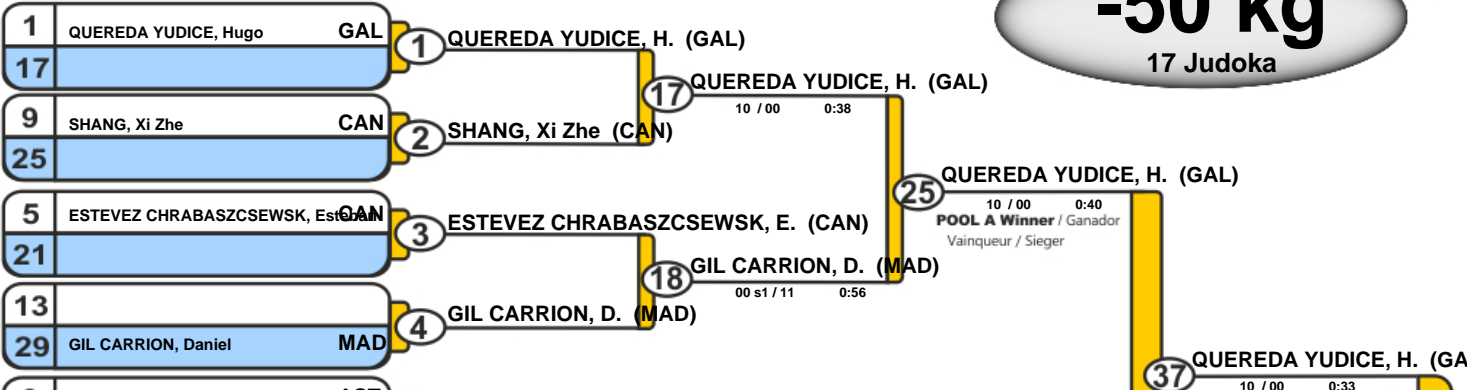 -50 kg
17 Judoka
1 QUEREDA YUDICE, Hugo GAL
17
1
QUEREDA YUDICE, H. (GAL)
9 SHANG, Xi Zhe CAN
25
2
SHANG, Xi Zhe (CAN)
17
QUEREDA YUDICE, H. (GAL)
10 / 00 0:38
5 ESTEVEZ CHRABASZCSEWSK, Esteban CAN
21
3
ESTEVEZ CHRABASZCSEWSK, E. (CAN)
13
29 GIL CARRION, Daniel MAD
4
GIL CARRION, D. (MAD)
18
GIL CARRION, D. (MAD)
00 s1 / 11 0:56
25
QUEREDA YUDICE, H. (GAL)
10 / 00 0:40
POOL A Winner / Ganador
Vainqueur / Sieger
37
QUEREDA YUDICE, H. (GA
10 / 00 0:33